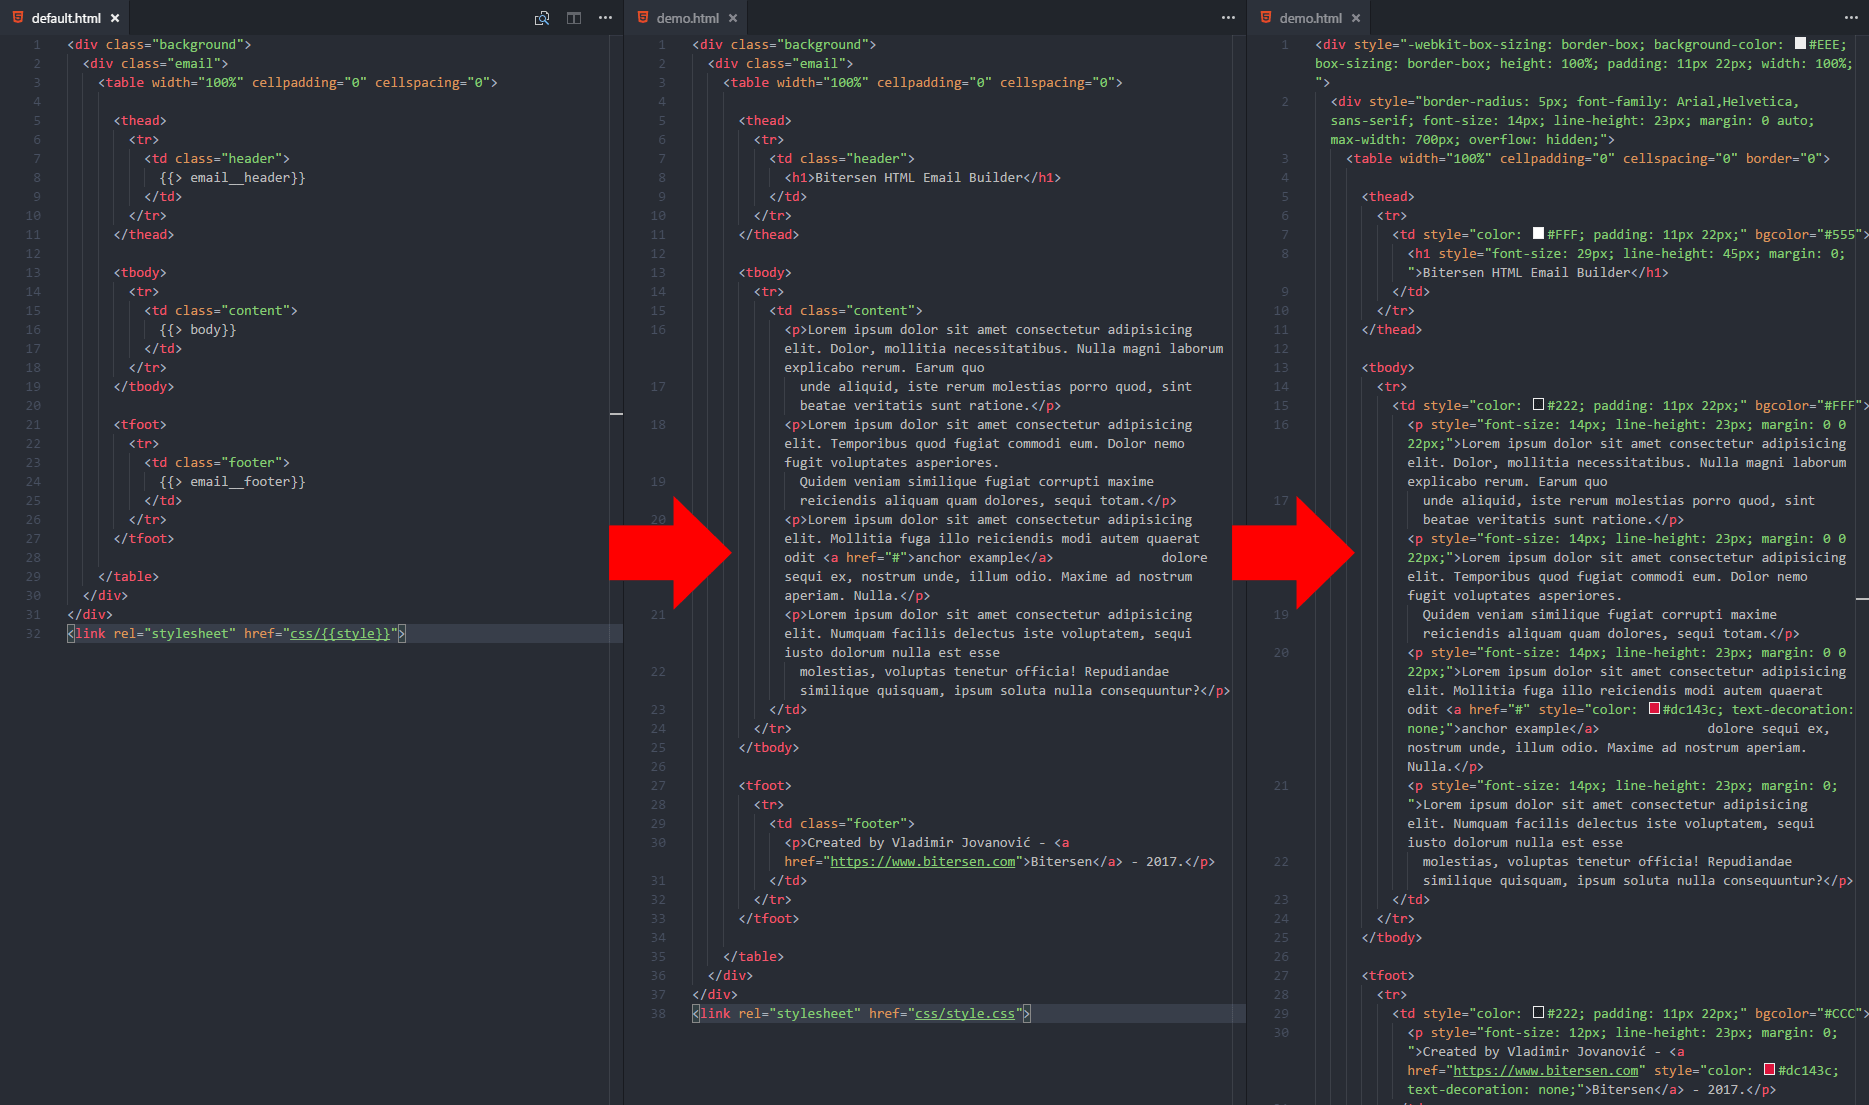 default.html ×
1 <div class="background">
2 <div class="email">
3 <table width="100%" cellpadding="0" cellspacing="0">
4
5 <thead>
6 <tr>
7 <td class="header">
8 {{> email__header}}
9 </td>
10 </tr>
11 </thead>
12
13 <tbody>
14 <tr>
15 <td class="content">
16 {{> body}}
17 </td>
18 </tr>
19 </tbody>
20
21 <tfoot>
22 <tr>
23 <td class="footer">
24 {{> email__footer}}
25 </td>
26 </tr>
27 </tfoot>
28
29 </table>
30 </div>
31 </div>
32 <link rel="stylesheet" href="css/{{style}}">
demo.html ×
1 <div class="background">
2 <div class="email">
3 <table width="100%" cellpadding="0" cellspacing="0">
4
5 <thead>
6 <tr>
7 <td class="header">
8 <h1>Bitersen HTML Email Builder</h1>
9 </td>
10 </tr>
11 </thead>
12
13 <tbody>
14 <tr>
15 <td class="content">
16 <p>Lorem ipsum dolor sit amet consectetur adipisicing
elit. Dolor, mollitia necessitatibus. Nulla magni laborum
explicabo rerum. Earum quo
17 unde aliquid, iste rerum molestias porro quod, sint
beatae veritatis sunt ratione.</p>
18 <p>Lorem ipsum dolor sit amet consectetur adipisicing
elit. Temporibus quod fugiat commodi eum. Dolor nemo
fugit voluptates asperiores.
19 Quidem veniam similique fugiat corrupti maxime
reiciendis aliquam quam dolores, sequi totam.</p>
20 <p>Lorem ipsum dolor sit amet consectetur adipisicing
elit. Mollitia fuga illo reiciendis modi autem quaerat
odit <a href="#">anchor example</a> dolore
sequi ex, nostrum unde, illum odio. Maxime ad nostrum
aperiam. Nulla.</p>
21 <p>Lorem ipsum dolor sit amet consectetur adipisicing
elit. Numquam facilis delectus iste voluptatem, sequi
iusto dolorum nulla est esse
22 molestias, voluptas tenetur officia! Repudiandae
similique quisquam, ipsum soluta nulla consequuntur?</p>
23 </td>
24 </tr>
25 </tbody>
26
27 <tfoot>
28 <tr>
29 <td class="footer">
30 <p>Created by Vladimir Jovanović - <a
href="https://www.bitersen.com">Bitersen</a> - 2017.</p>
31 </td>
32 </tr>
33 </tfoot>
34
35 </table>
36 </div>
37 </div>
38 <link rel="stylesheet" href="css/style.css">
demo.html ×
1 <div style="-webkit-box-sizing: border-box; background-color: #EEE;
box-sizing: border-box; height: 100%; padding: 11px 22px; width: 100%;
">
2 <div style="border-radius: 5px; font-family: Arial,Helvetica,
sans-serif; font-size: 14px; line-height: 23px; margin: 0 auto;
max-width: 700px; overflow: hidden;">
3 <table width="100%" cellpadding="0" cellspacing="0" border="0">
4
5 <thead>
6 <tr>
7 <td style="color: #FFF; padding: 11px 22px;" bgcolor="#555">
8 <h1 style="font-size: 29px; line-height: 45px; margin: 0;
">Bitersen HTML Email Builder</h1>
9 </td>
10 </tr>
11 </thead>
12
13 <tbody>
14 <tr>
15 <td style="color: #222; padding: 11px 22px;" bgcolor="#FFF">
16 <p style="font-size: 14px; line-height: 23px; margin: 0 0
22px;">Lorem ipsum dolor sit amet consectetur adipisicing
elit. Dolor, mollitia necessitatibus. Nulla magni laborum
explicabo rerum. Earum quo
17 unde aliquid, iste rerum molestias porro quod, sint
beatae veritatis sunt ratione.</p>
<p style="font-size: 14px; line-height: 23px; margin: 0 0
22px;">Lorem ipsum dolor sit amet consectetur adipisicing
elit. Temporibus quod fugiat commodi eum. Dolor nemo
fugit voluptates asperiores.
19 Quidem veniam similique fugiat corrupti maxime
reiciendis aliquam quam dolores, sequi totam.</p>
20 <p style="font-size: 14px; line-height: 23px; margin: 0 0
22px;">Lorem ipsum dolor sit amet consectetur adipisicing
elit. Mollitia fuga illo reiciendis modi autem quaerat
odit <a href="#" style="color: #dc143c; text-decoration:
none;">anchor example</a> dolore sequi ex,
nostrum unde, illum odio. Maxime ad nostrum aperiam.
Nulla.</p>
21 <p style="font-size: 14px; line-height: 23px; margin: 0;
">Lorem ipsum dolor sit amet consectetur adipisicing
elit. Numquam facilis delectus iste voluptatem, sequi
iusto dolorum nulla est esse
22 molestias, voluptas tenetur officia! Repudiandae
similique quisquam, ipsum soluta nulla consequuntur?</p>
23 </td>
24 </tr>
25 </tbody>
26
27 <tfoot>
28 <tr>
29 <td style="color: #222; padding: 11px 22px;" bgcolor="#CCC">
30 <p style="font-size: 12px; line-height: 23px; margin: 0;
">Created by Vladimir Jovanović - <a
href="https://www.bitersen.com" style="color: #dc143c;
text-decoration: none;">Bitersen</a> - 2017.</p>